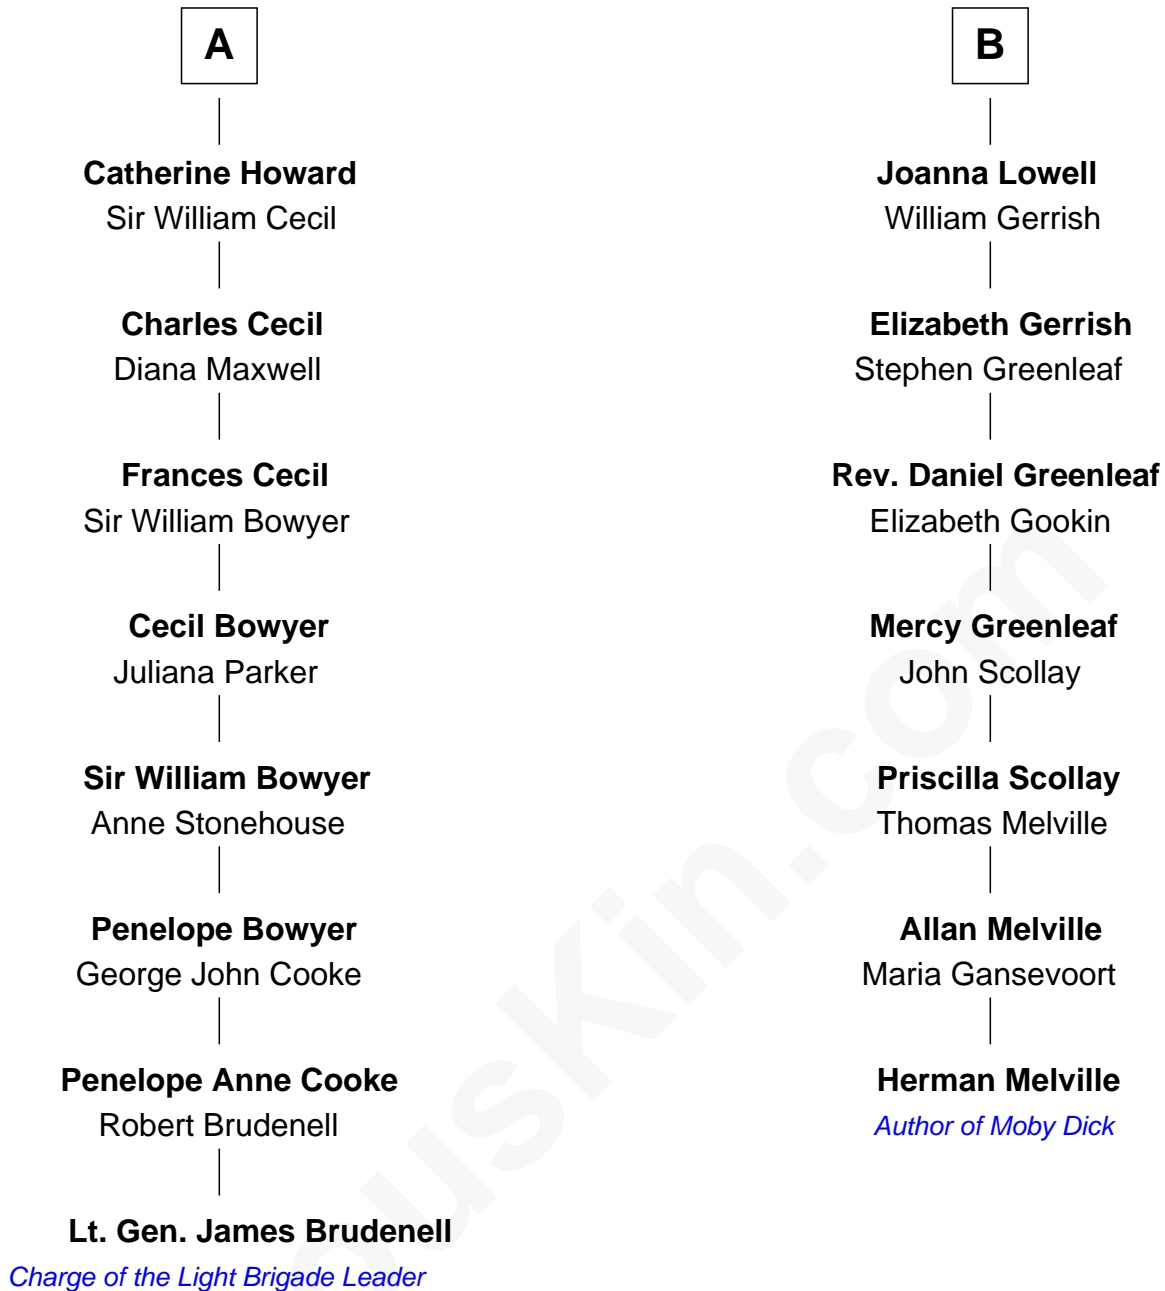 A
Catherine Howard
Sir William Cecil
Charles Cecil
Diana Maxwell
Frances Cecil
Sir William Bowyer
Cecil Bowyer
Juliana Parker
Sir William Bowyer
Anne Stonehouse
Penelope Bowyer
George John Cooke
Penelope Anne Cooke
Robert Brudenell
Lt. Gen. James Brudenell
Charge of the Light Brigade Leader
B
Joanna Lowell
William Gerrish
Elizabeth Gerrish
Stephen Greenleaf
Rev. Daniel Greenleaf
Elizabeth Gookin
Mercy Greenleaf
John Scollay
Priscilla Scollay
Thomas Melville
Allan Melville
Maria Gansevoort
Herman Melville
Author of Moby Dick
ousKin.com